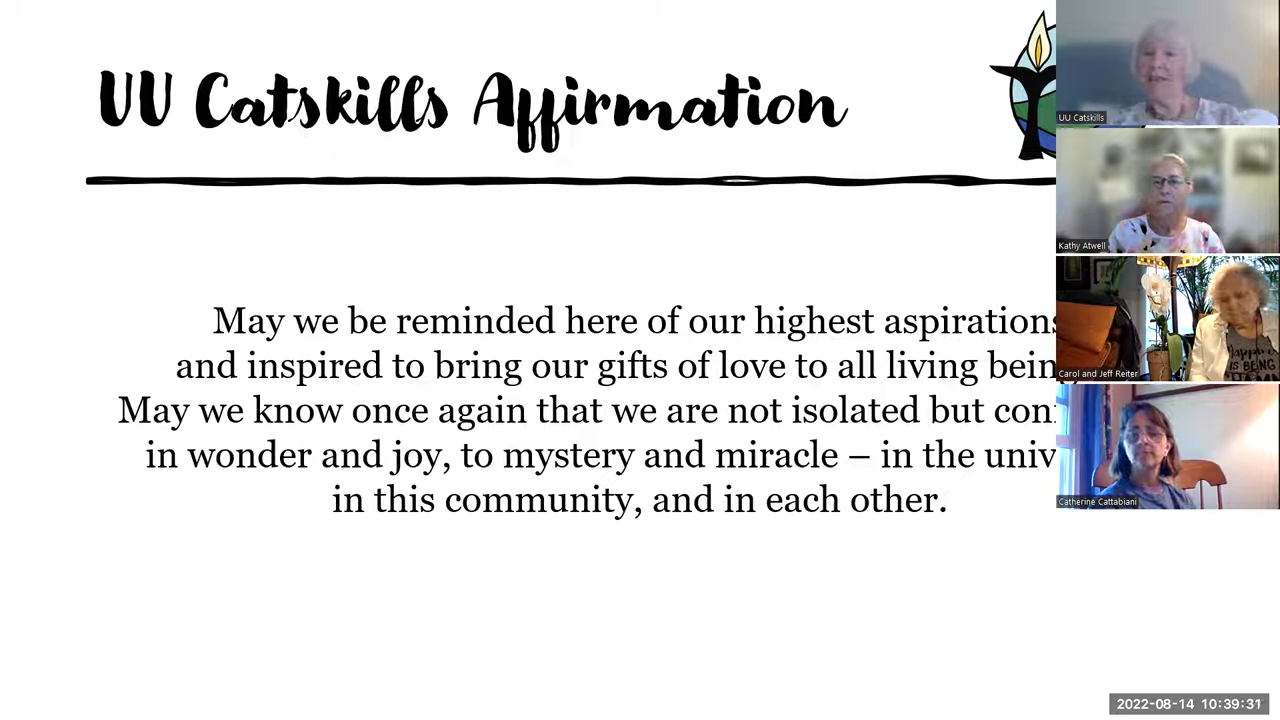 UU Catskills Affirmation
May we be reminded here of our highest aspirations
and inspired to bring our gifts of love to all living bein
May we know once again that we are not isolated but con
in wonder and joy, to mystery and miracle – in the univ
in this community, and in each other.
UU Catskills
Kathy Atwell
IS BEING
Carol and Jeff Reiter
Catherine Cattabiani
2022-08-14 10:39:31